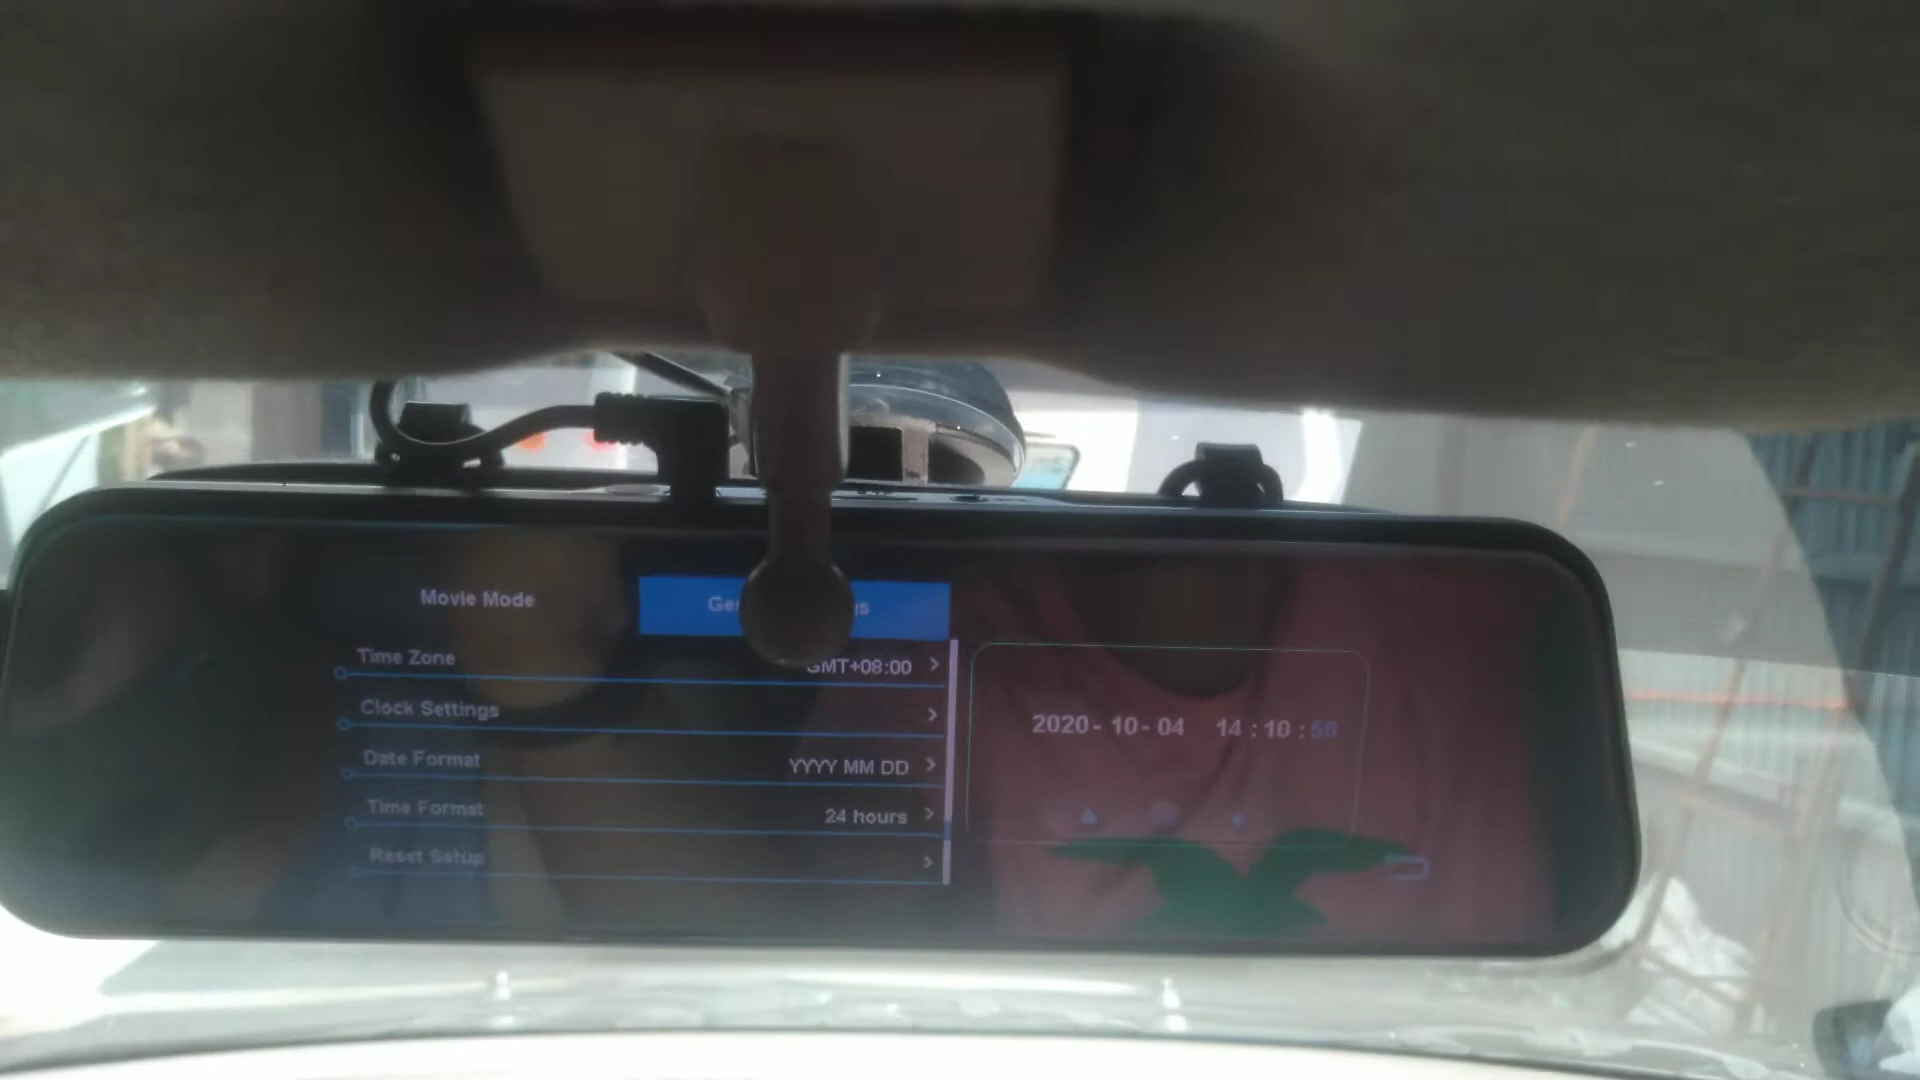 Movie Mode
Time Zone GMT+08:00
Clock Settings
Date Format YYYY MM DD
Time Format 24 hours
Reset Setup
2020- 10- 04 14 : 10 : 58